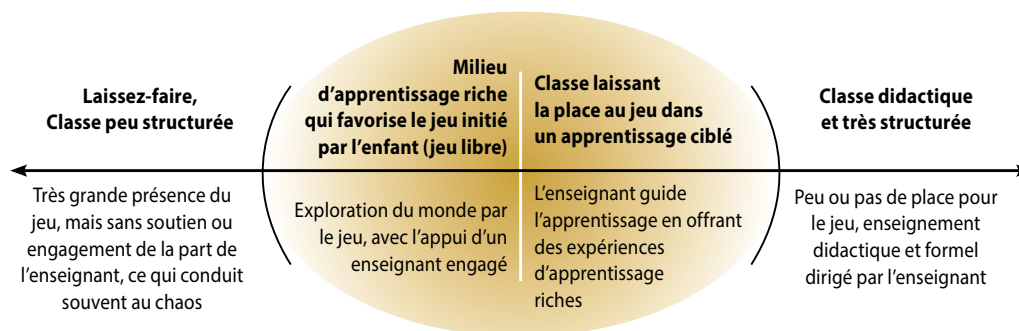 Laissez-faire,
Classe peu structurée
Très grande présence du
jeu, mais sans soutien ou
engagement de la part de
l'enseignant, ce qui conduit
souvent au chaos
Milieu
d'apprentissage riche
qui favorise le jeu initié
par l'enfant (jeu libre)
Exploration du monde par
le jeu, avec l'appui d'un
enseignant engagé
Classe laissant
la place au jeu dans
un apprentissage ciblé
L'enseignant guide
l'apprentissage en offrant
des expériences
d'apprentissage
riches
Classe didactique
et très structurée
Peu ou pas de place pour
le jeu, enseignement
didactique et formel
dirigé par l'enseignant